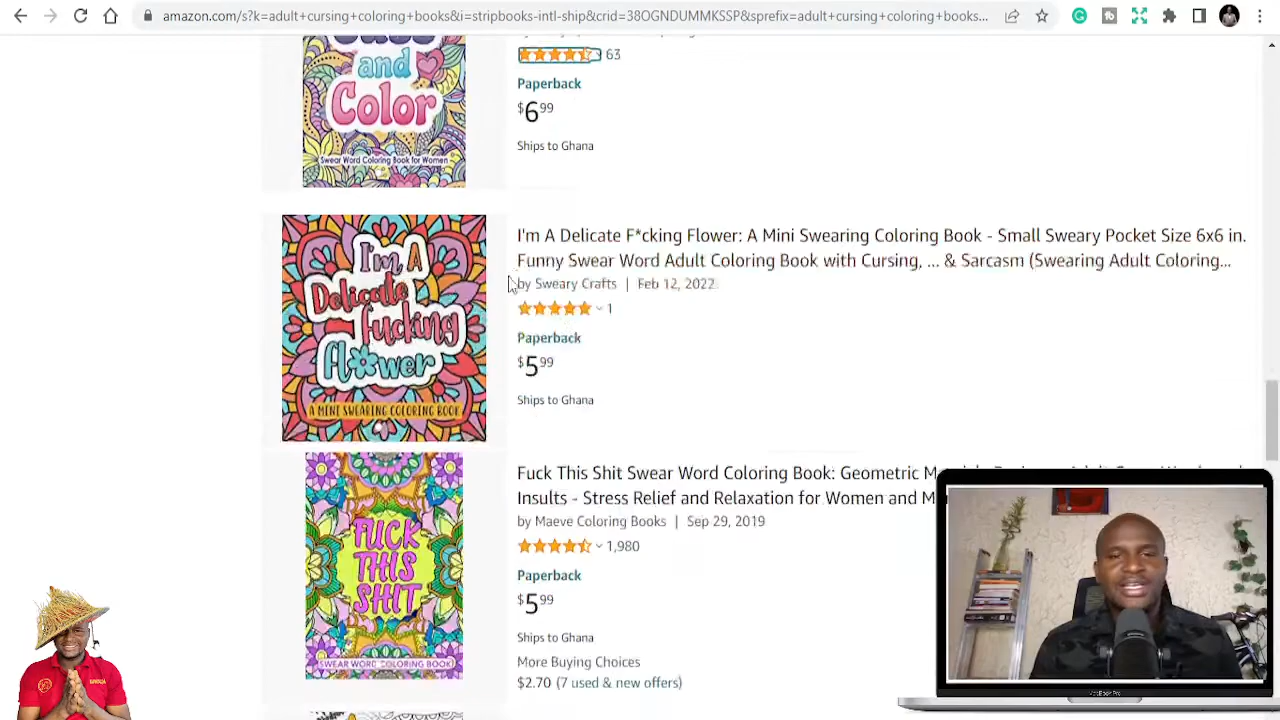 amazon.com/s?k=adult+cursing+coloring+books&i=stripbooks-intl-ship&crid=38OGNDUMMKSSP&sprefix=adult+cursing+coloring+books...
and
Color
Swear Word Coloring Book for Women
63
Paperback
$6 99
Ships to Ghana
I'm A
Delicate
fucking
flower
A MINI SWEARING COLORING BOOK
I'm A Delicate F*cking Flower: A Mini Swearing Coloring Book - Small Sweary Pocket Size 6x6 in.
Funny Swear Word Adult Coloring Book with Cursing, ... & Sarcasm (Swearing Adult Coloring...
by Sweary Crafts | Feb 12, 2022
1
Paperback
$5 99
Ships to Ghana
FUCK
THIS
SHIT
SWEAR WORD COLORING BOOK
Fuck This Shit Swear Word Coloring Book: Geometric
Insults - Stress Relief and Relaxation for Women and M
by Maeve Coloring Books | Sep 29, 2019
1,980
Paperback
$5 99
Ships to Ghana
More Buying Choices
$2.70 (7 used & new offers)
MacBook Pro